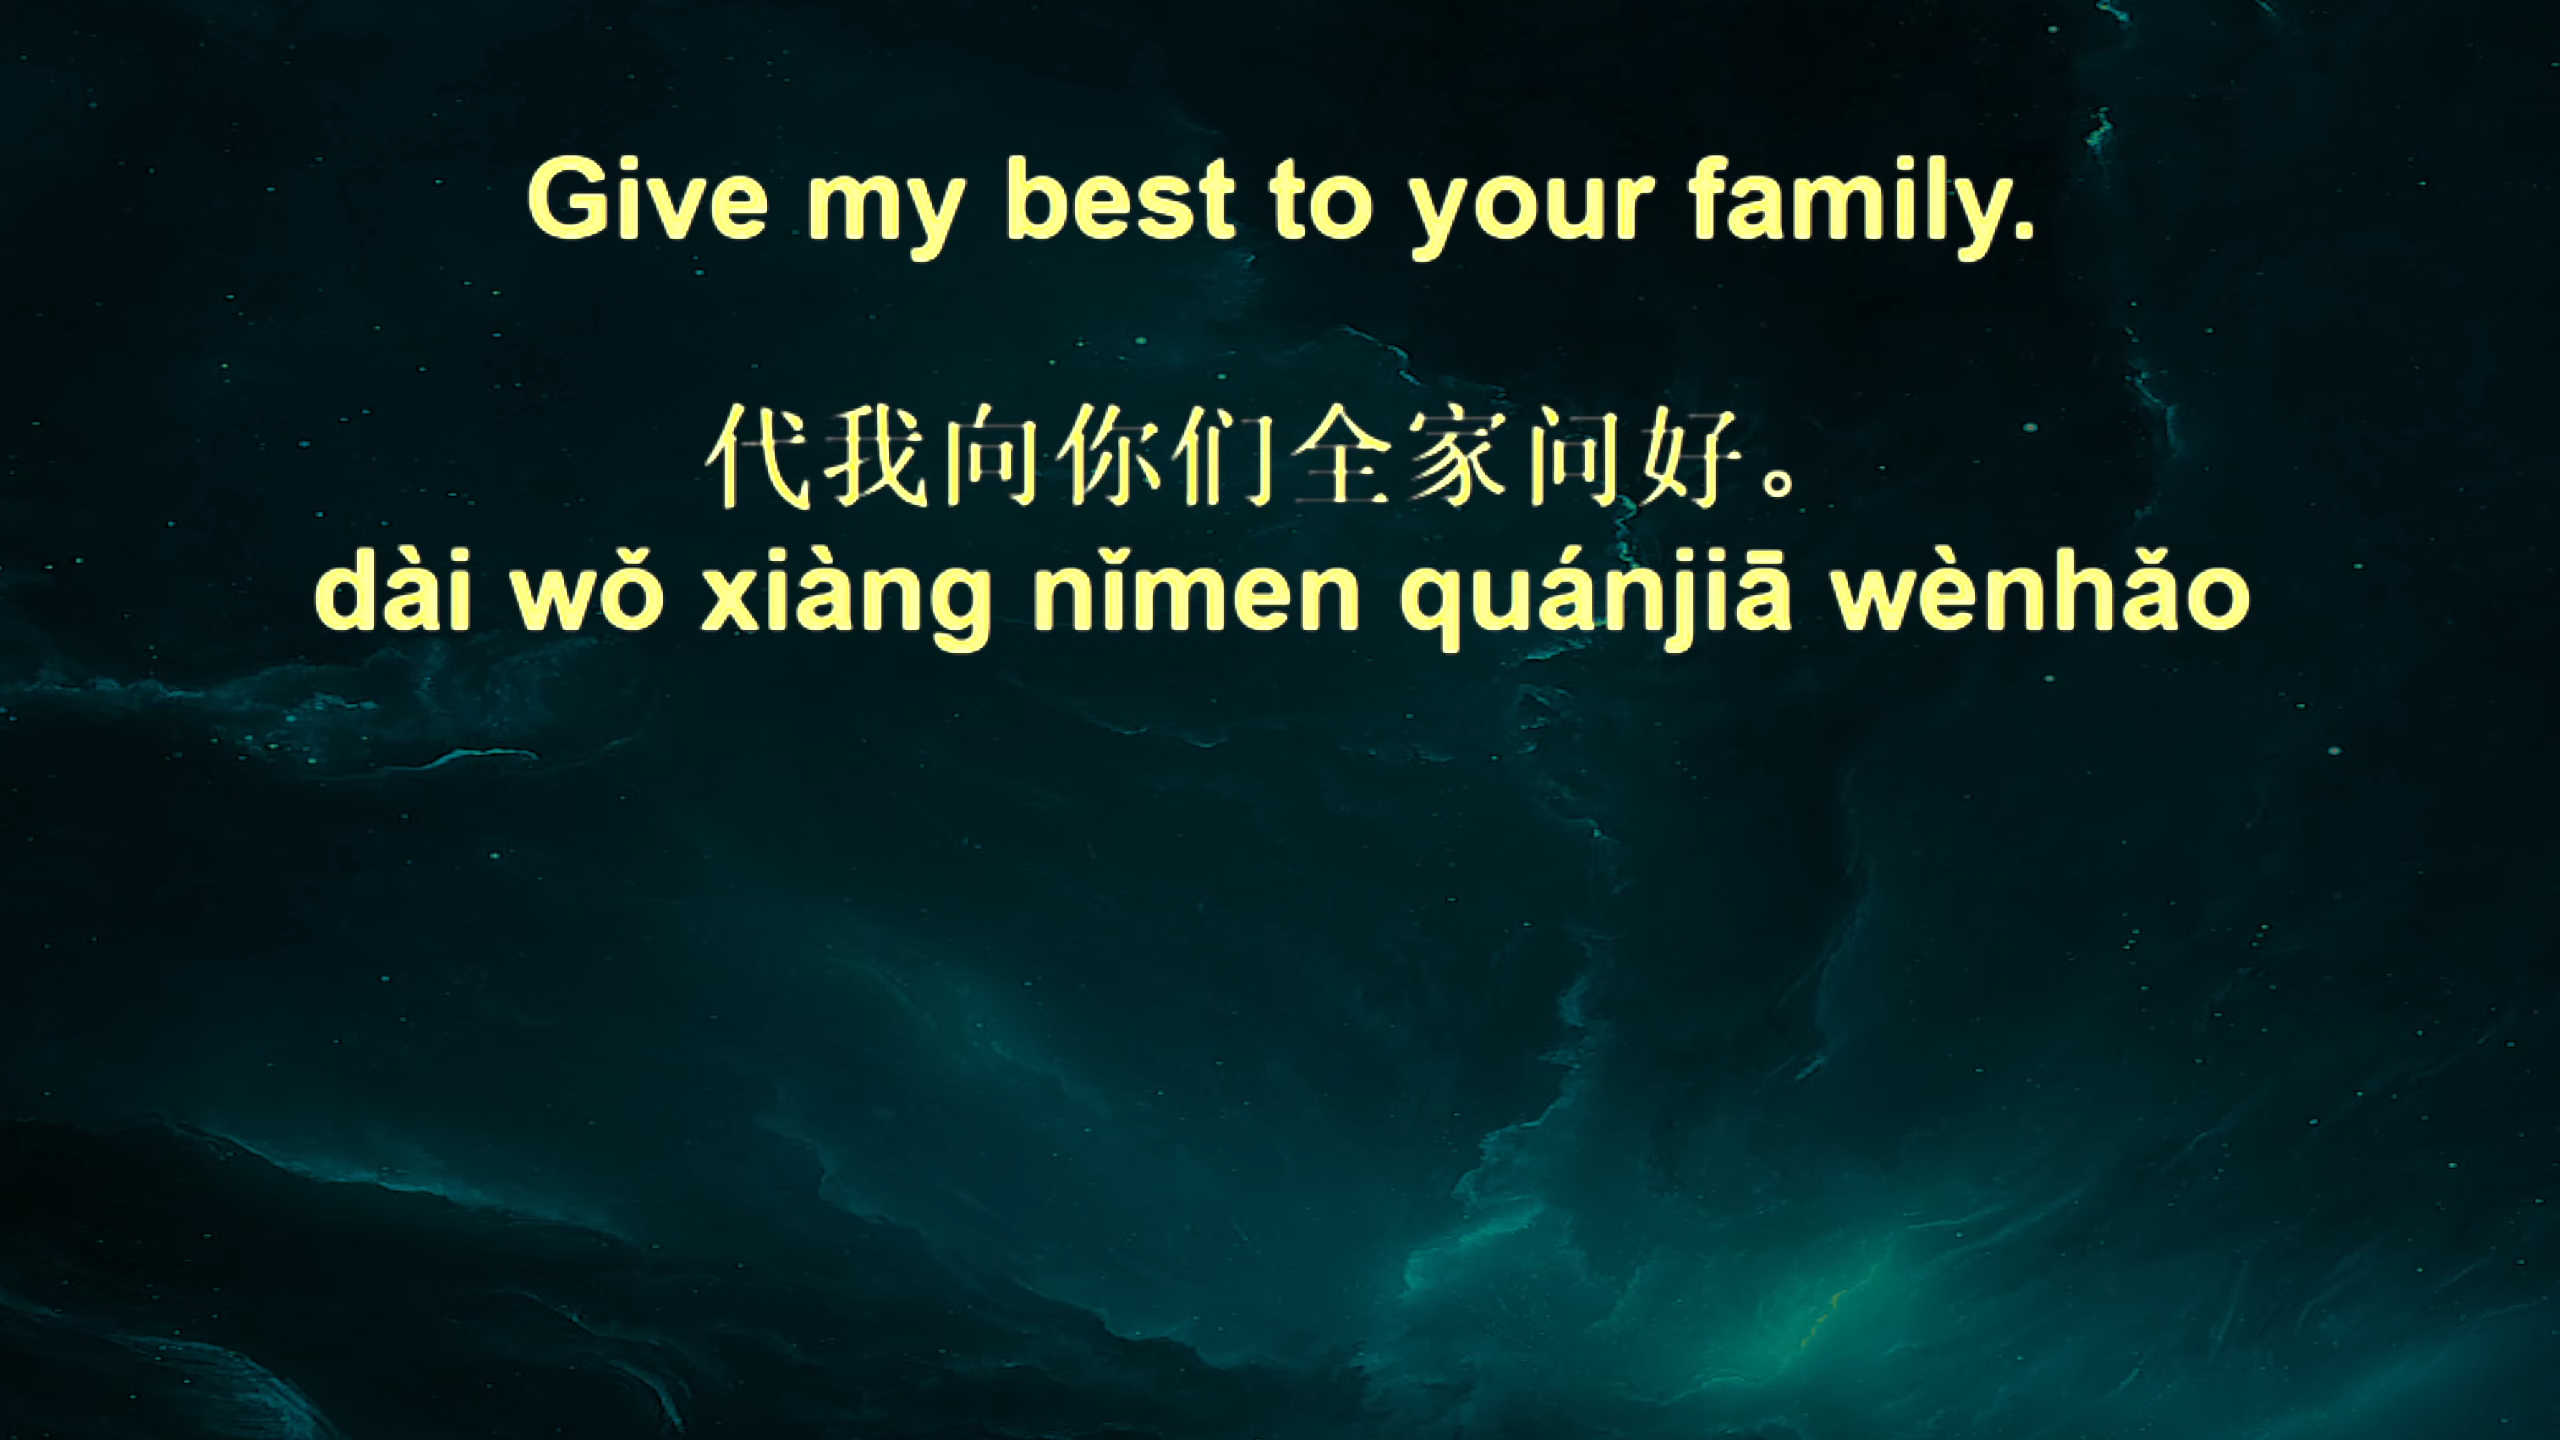 Give my best to your family.
代我向你们全家问好。
dài wǒ xiàng nǐmen quánjiā wènhǎo